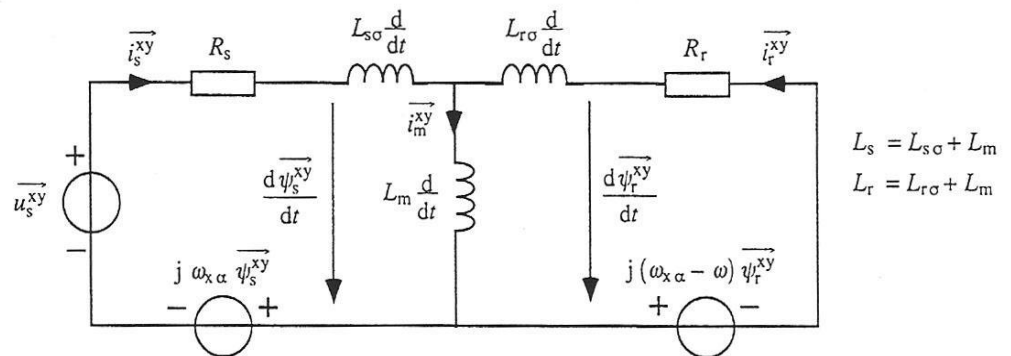 L_sσ d/dt
L_rσ d/dt
i_s^xy
R_s
R_r
i_r^xy
i_m^xy
L_s = L_sσ + L_m
L_r = L_rσ + L_m
+
u_s^xy
−
dψ_s^xy/dt
L_m d/dt
dψ_r^xy/dt
j ω_xα ψ_s^xy
j (ω_xα − ω) ψ_r^xy
− +
+ −